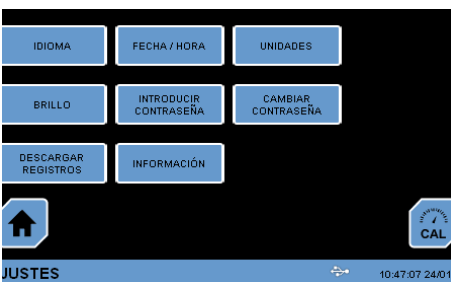 IDIOMA
FECHA / HORA
UNIDADES
BRILLO
INTRODUCIR
CONTRASEÑA
CAMBIAR
CONTRASEÑA
DESCARGAR
REGISTROS
INFORMACIÓN
CAL
JUSTES
10:47:07 24/01